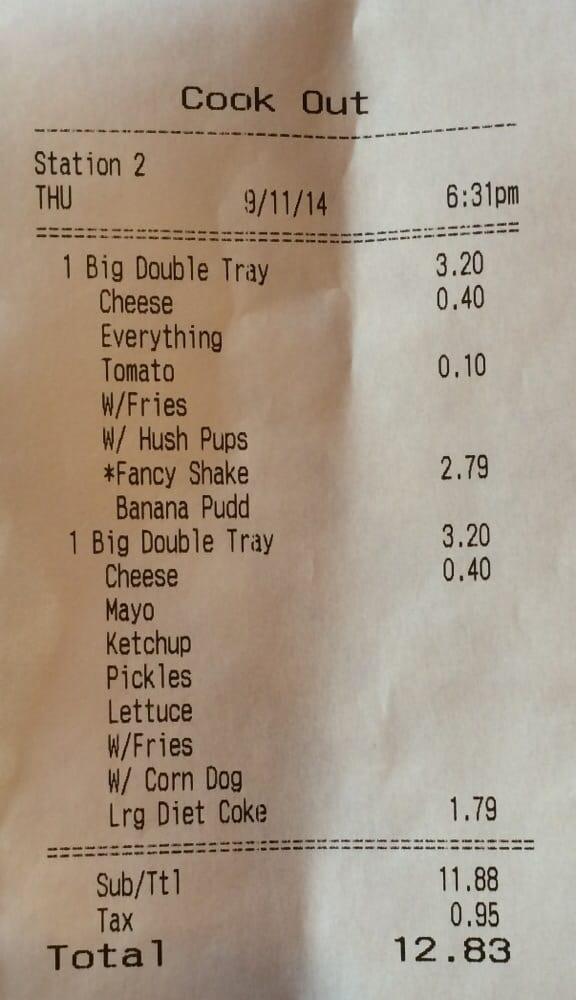 Cook Out
Station 2
THU 9/11/14 6:31pm
1 Big Double Tray 3.20
Cheese 0.40
Everything
Tomato 0.10
W/Fries
W/ Hush Pups
*Fancy Shake 2.79
Banana Pudd
1 Big Double Tray 3.20
Cheese 0.40
Mayo
Ketchup
Pickles
Lettuce
W/Fries
W/ Corn Dog
Lrg Diet Coke 1.79
Sub/Ttl 11.88
Tax 0.95
Total 12.83